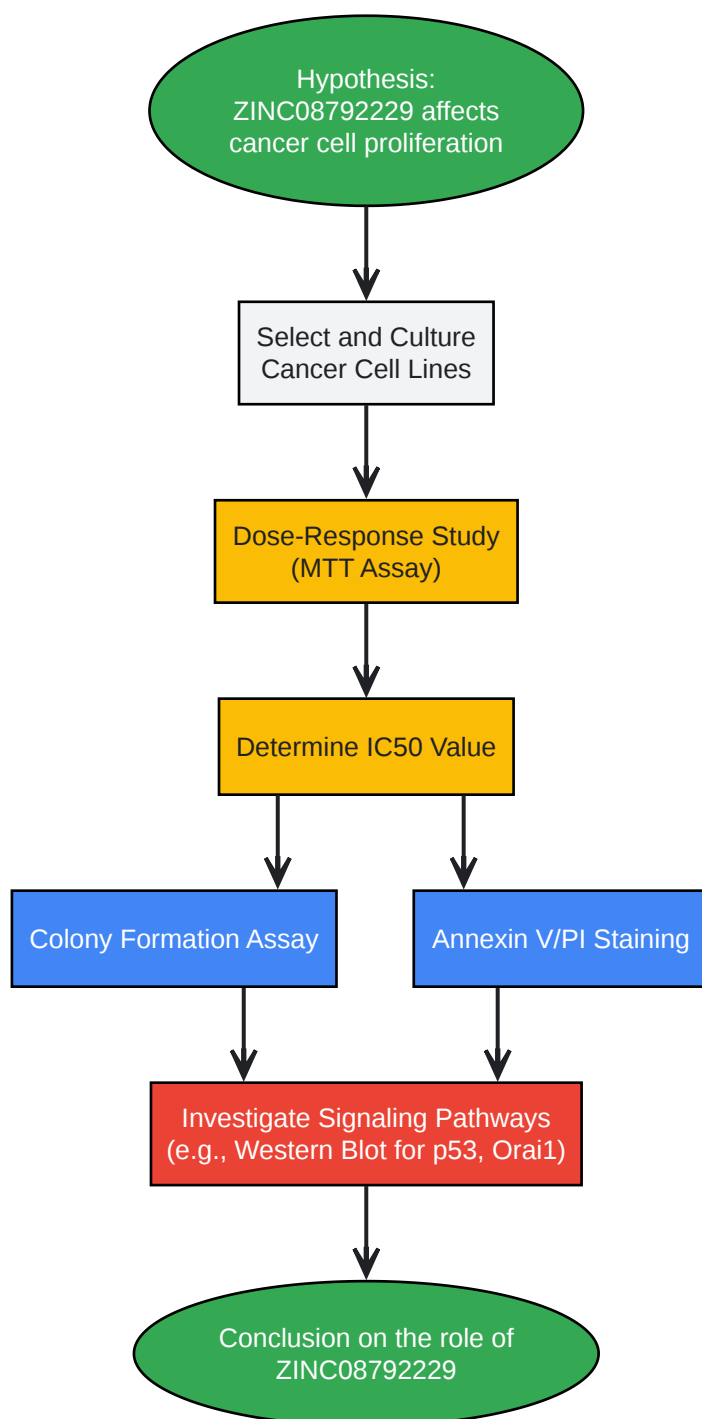 Hypothesis:
ZINC08792229 affects
cancer cell proliferation
Select and Culture
Cancer Cell Lines
Dose-Response Study
(MTT Assay)
Determine IC50 Value
Colony Formation Assay
Annexin V/PI Staining
Investigate Signaling Pathways
(e.g., Western Blot for p53, Orai1)
Conclusion on the role of
ZINC08792229